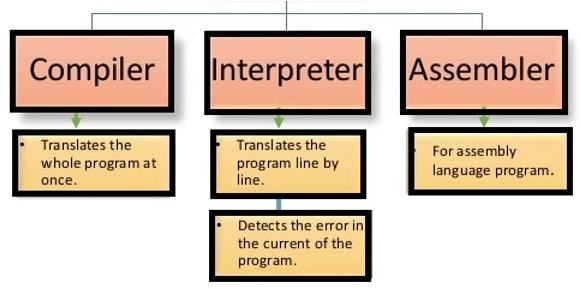 Compiler
Interpreter
Assembler
• Translates the
whole program at
once.
• Translates the
program line by
line.
• For assembly
language program.
• Detects the error in
the current of the
program.